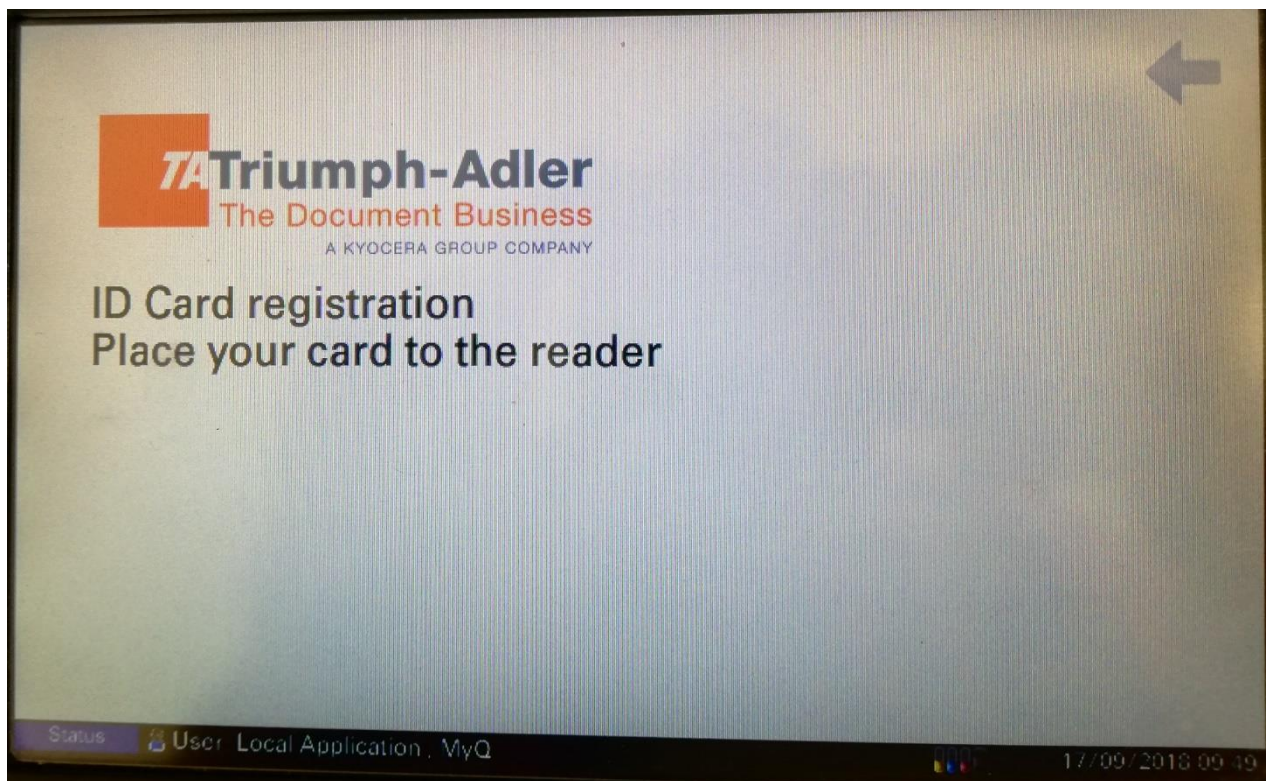 TA Triumph-Adler
The Document Business
A KYOCERA GROUP COMPANY
ID Card registration
Place your card to the reader
Status User Local Application , MyQ 17/09/2018 09:49